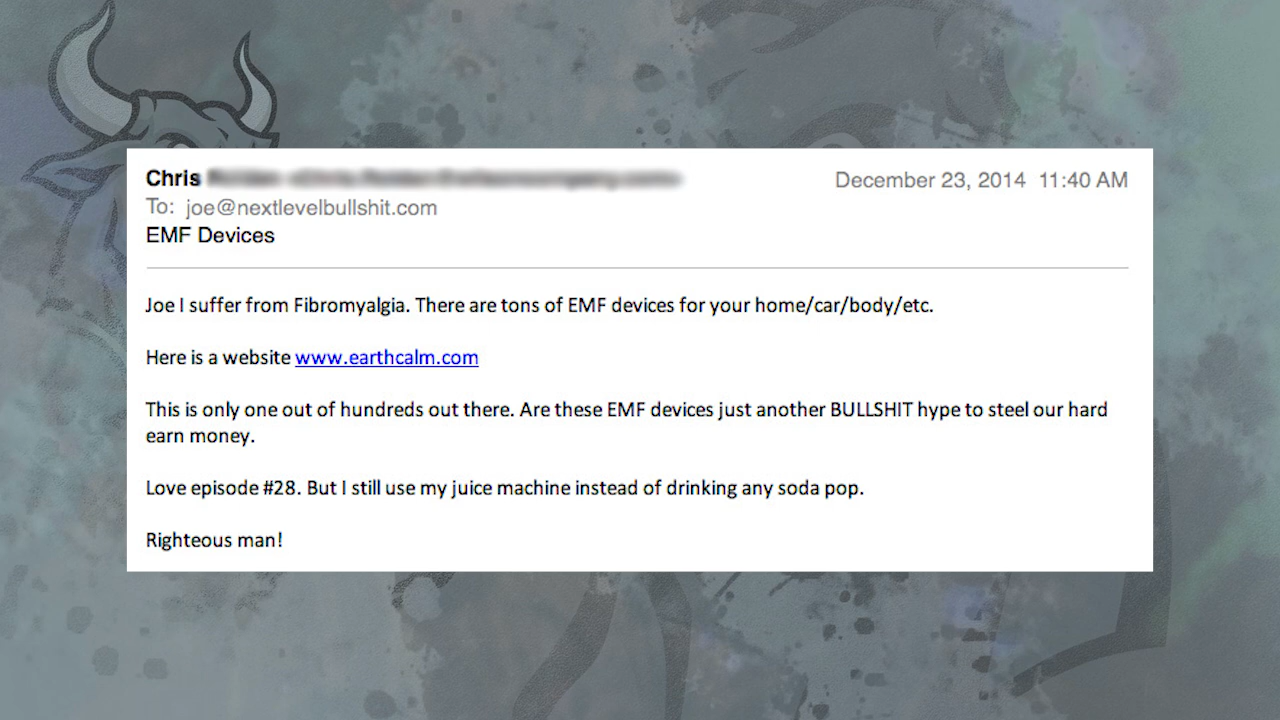 Chris
December 23, 2014 11:40 AM
To: joe@nextlevelbullshit.com
EMF Devices
Joe I suffer from Fibromyalgia. There are tons of EMF devices for your home/car/body/etc.
Here is a website www.earthcalm.com
This is only one out of hundreds out there. Are these EMF devices just another BULLSHIT hype to steel our hard
earn money.
Love episode #28. But I still use my juice machine instead of drinking any soda pop.
Righteous man!